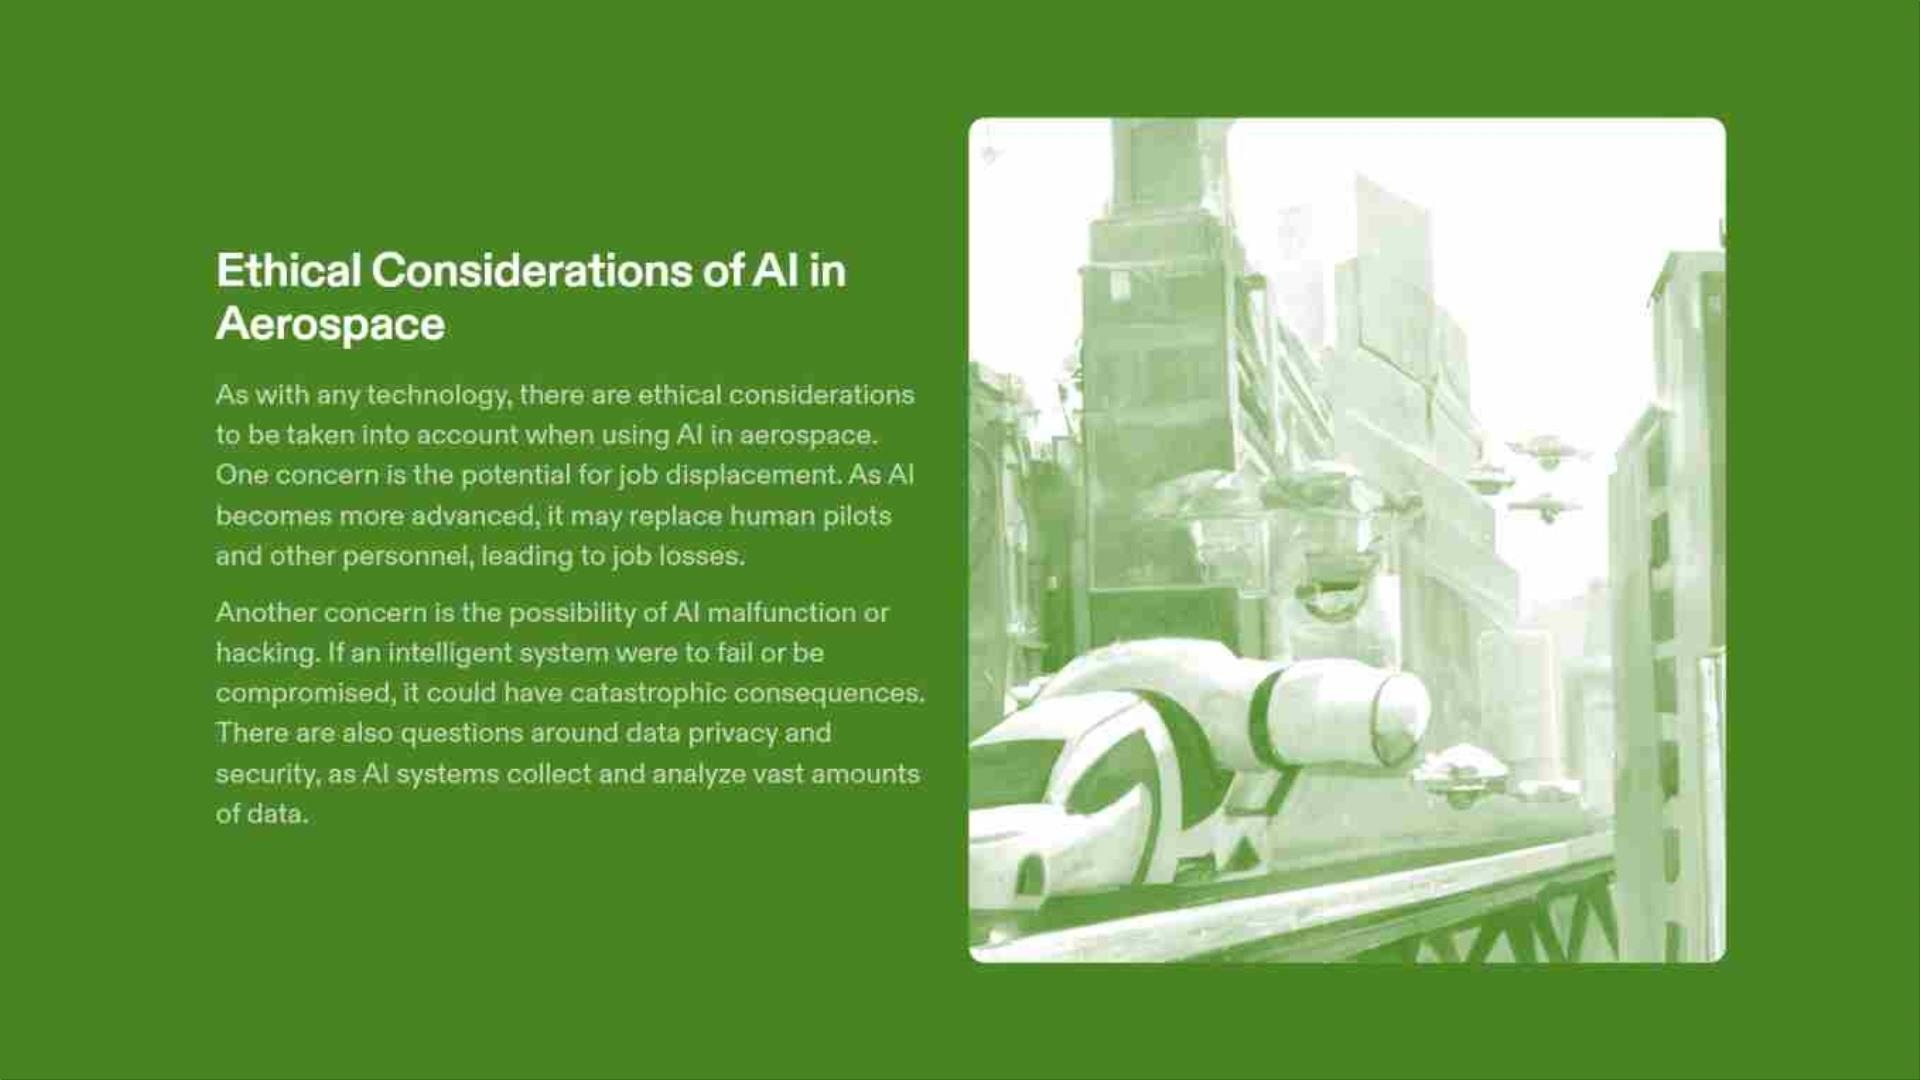 Ethical Considerations of AI in
Aerospace
As with any technology, there are ethical considerations
to be taken into account when using AI in aerospace.
One concern is the potential for job displacement. As AI
becomes more advanced, it may replace human pilots
and other personnel, leading to job losses.
Another concern is the possibility of AI malfunction or
hacking. If an intelligent system were to fail or be
compromised, it could have catastrophic consequences.
There are also questions around data privacy and
security, as AI systems collect and analyze vast amounts
of data.